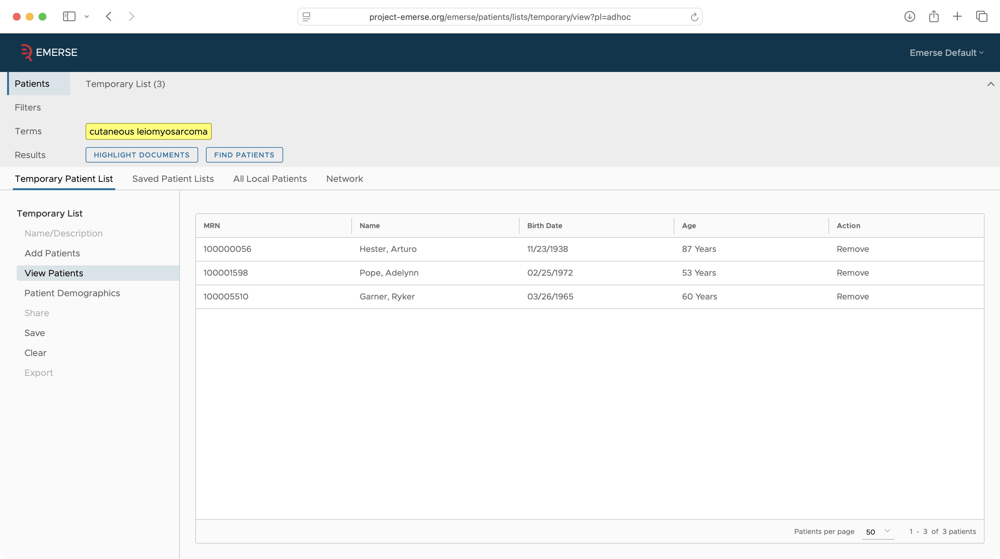 project-emerse.org/emerse/patients/lists/temporary/view?pl=adhoc
EMERSE
Emerse Default
Patients
Temporary List (3)
Filters
Terms
cutaneous leiomyosarcoma
Results
HIGHLIGHT DOCUMENTS
FIND PATIENTS
Temporary Patient List
Saved Patient Lists
All Local Patients
Network
Temporary List
Name/Description
Add Patients
View Patients
Patient Demographics
Share
Save
Clear
Export
MRN Name Birth Date Age Action
100000056 Hester, Arturo 11/23/1938 87 Years Remove
100001598 Pope, Adelynn 02/25/1972 53 Years Remove
100005510 Garner, Ryker 03/26/1965 60 Years Remove
Patients per page 50 1 - 3 of 3 patients